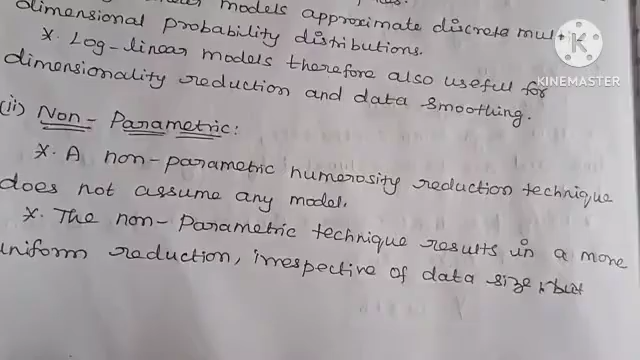 models approximate discrete mult
dimensional probability distributions.
X. Log-linear models therefore also useful for
dimensionality reduction and data smoothing.
(ii) Non-Parametric:
X. A non-parametric numerosity reduction technique
does not assume any model.
X. The non-parametric technique results in a more
uniform reduction, irrespective of data size, but
K
KINEMASTER